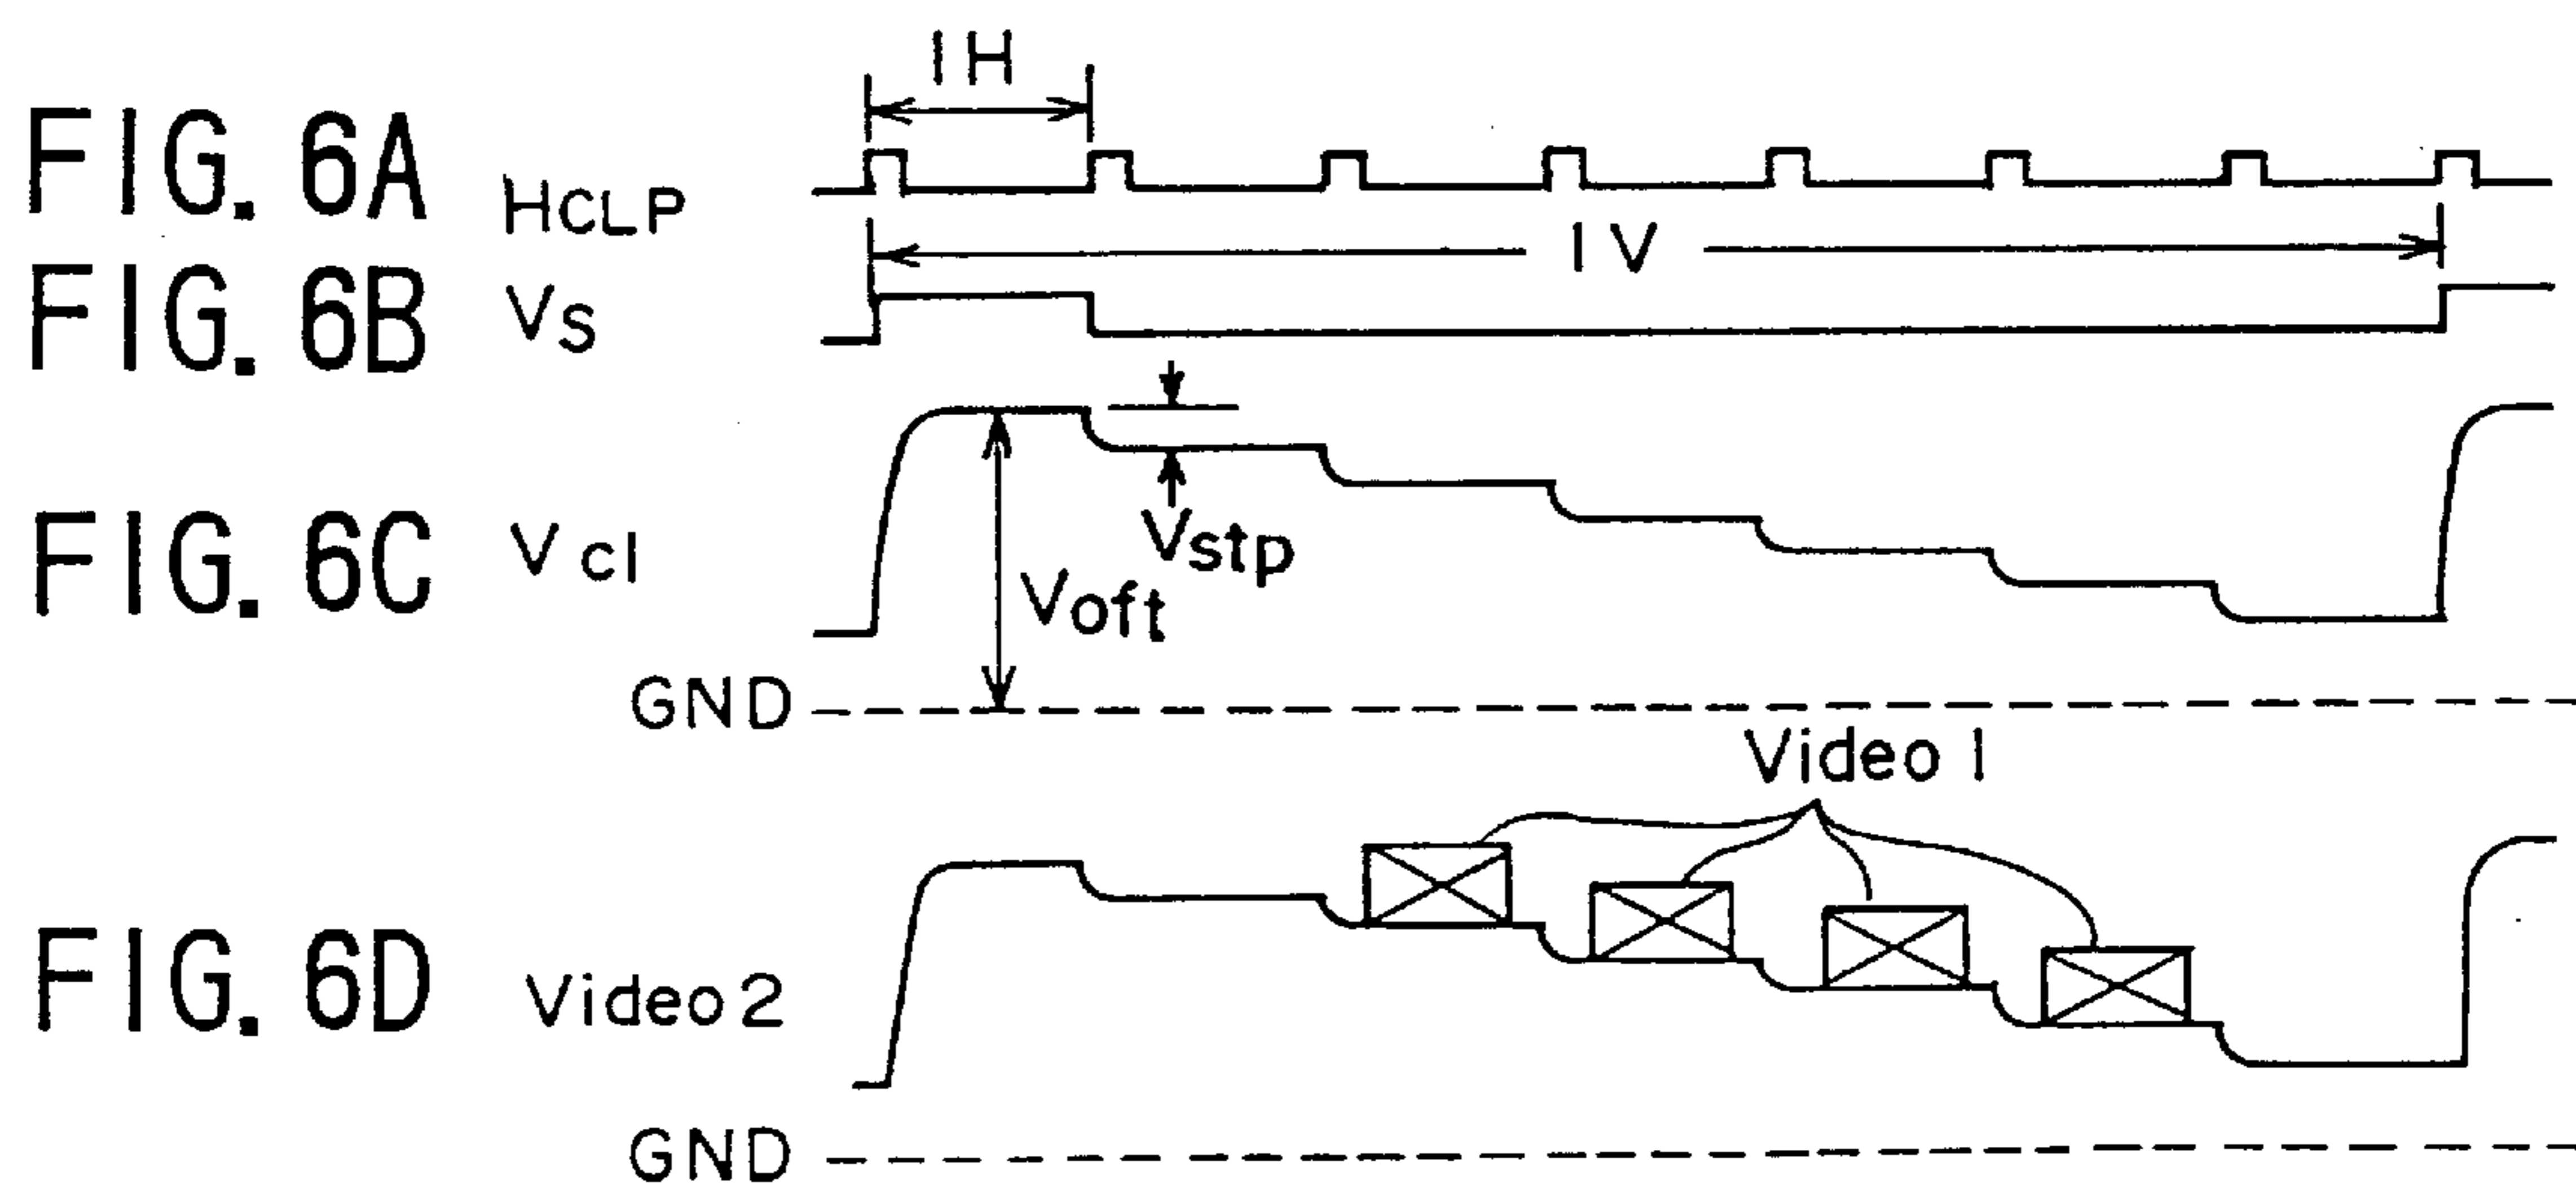 1H
FIG. 6A HCLP
1V
FIG. 6B VS
Vstp
FIG. 6C Vcl
Voft
GND
Video 1
FIG. 6D Video 2
GND